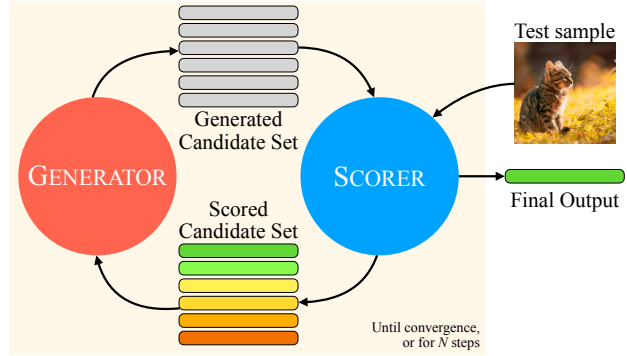 Test sample
Generated
Candidate Set
GENERATOR
SCORER
Scored
Candidate Set
Final Output
Until convergence,
or for N steps